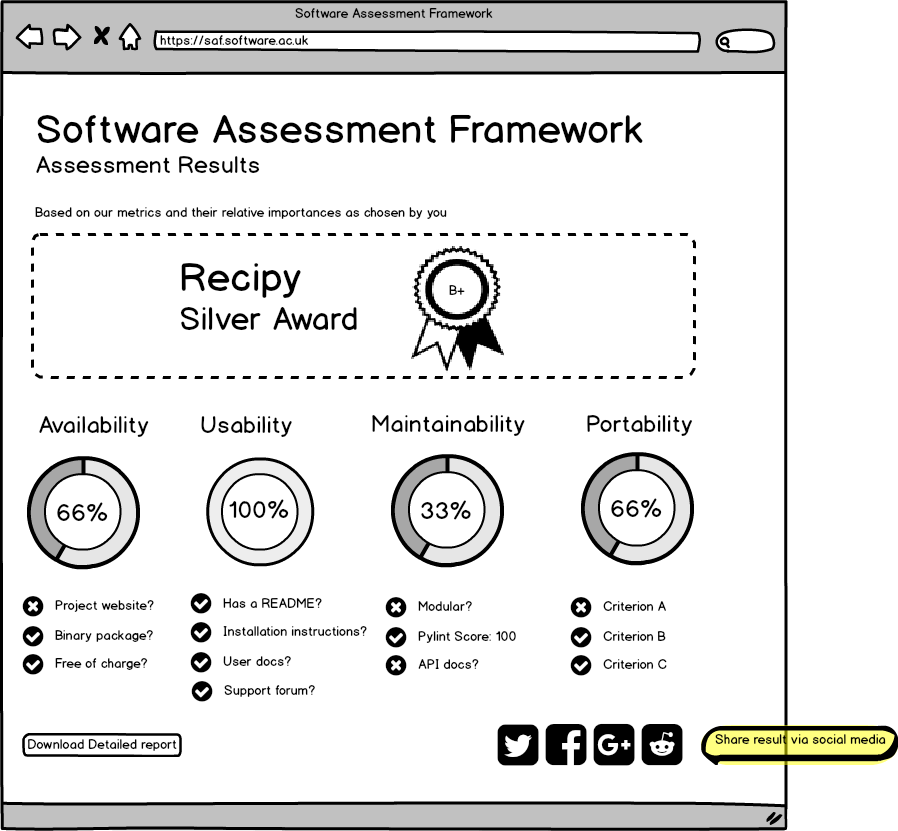 Software Assessment Framework
https://saf.software.ac.uk
Software Assessment Framework
Assessment Results
Based on our metrics and their relative importances as chosen by you
Recipy
Silver Award
B+
Availability
66%
Project website?
Binary package?
Free of charge?
Usability
100%
Has a README?
Installation instructions?
User docs?
Support forum?
Maintainability
33%
Modular?
Pylint Score: 100
API docs?
Portability
66%
Criterion A
Criterion B
Criterion C
Download Detailed report
G+
Share result via social media